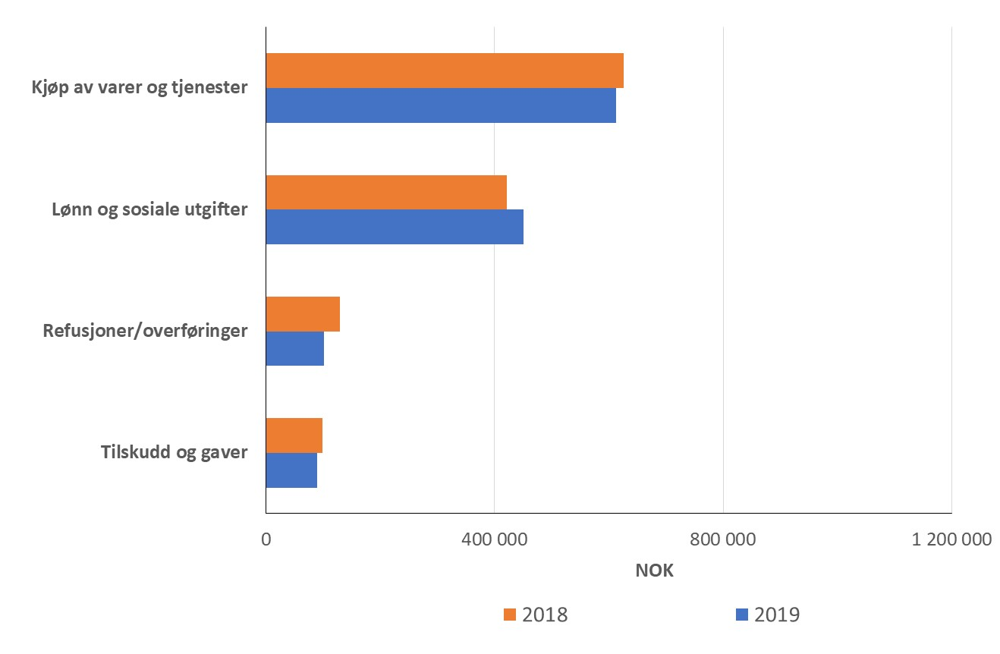 Kjøp av varer og tjenester
Lønn og sosiale utgifter
Refusjoner/overføringer
Tilskudd og gaver
0 400 000 800 000 1 200 000
NOK
2018 2019